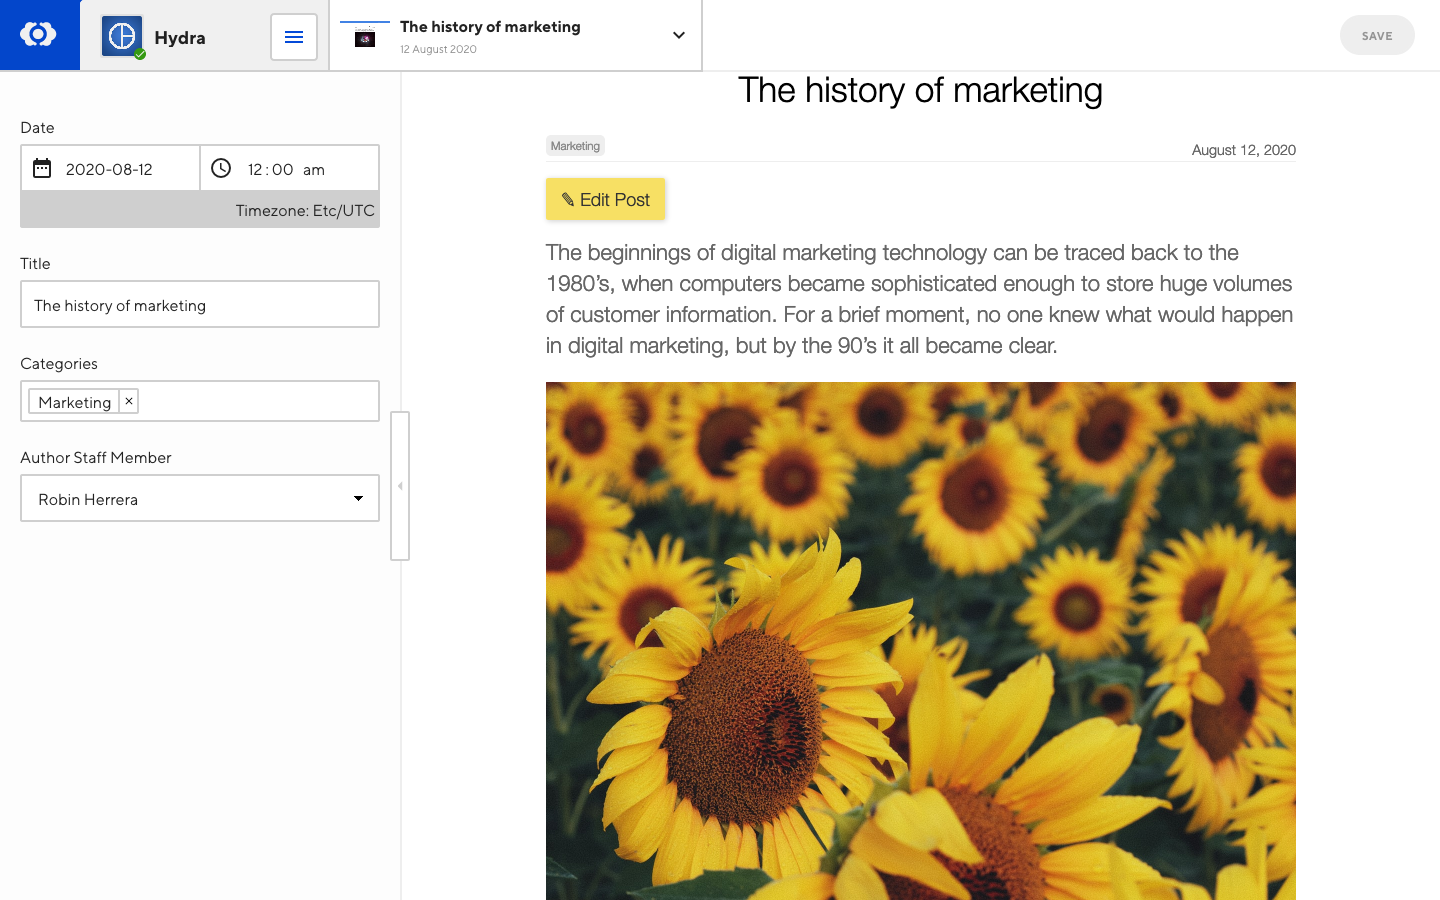 Hydra
The history of marketing
12 August 2020
SAVE
Date
2020-08-12
12 : 00 am
Timezone: Etc/UTC
Title
The history of marketing
Categories
Marketing ×
Author Staff Member
Robin Herrera
The history of marketing
Marketing
August 12, 2020
✎ Edit Post
The beginnings of digital marketing technology can be traced back to the
1980’s, when computers became sophisticated enough to store huge volumes
of customer information. For a brief moment, no one knew what would happen
in digital marketing, but by the 90’s it all became clear.